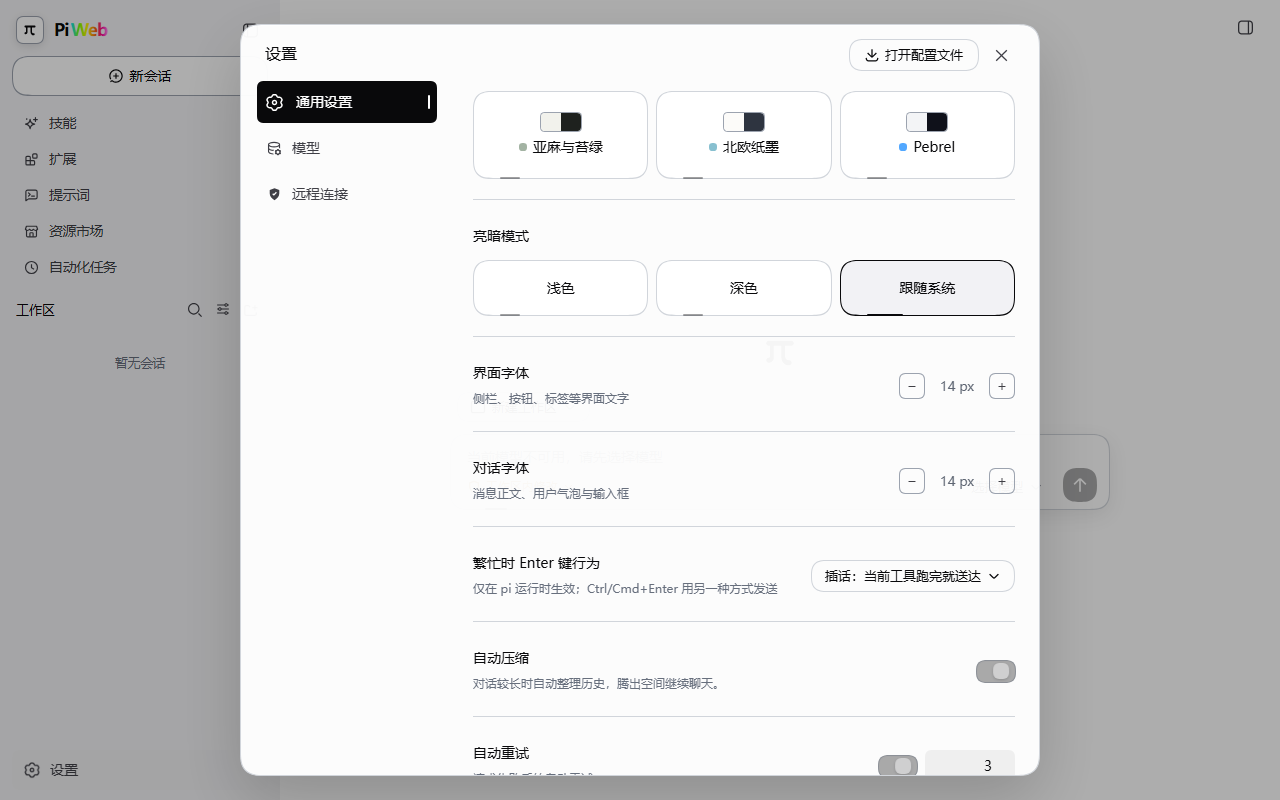 π PiWeb
新会话
技能
扩展
提示词
资源市场
自动化任务
工作区
暂无会话
设置
设置
打开配置文件
通用设置
模型
远程连接
亚麻与苔绿
北欧纸墨
Pebrel
亮暗模式
浅色
深色
跟随系统
界面字体
侧栏、按钮、标签等界面文字
− 14 px +
对话字体
消息正文、用户气泡与输入框
− 14 px +
繁忙时 Enter 键行为
仅在 pi 运行时生效；Ctrl/Cmd+Enter 用另一种方式发送
插话：当前工具跑完就送达
自动压缩
对话较长时自动整理历史，腾出空间继续聊天。
自动重试
3